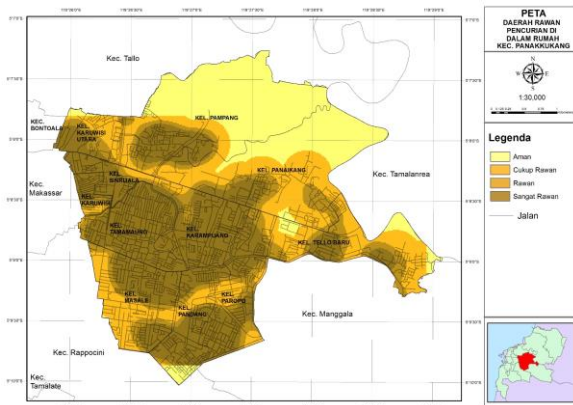 PETA
DAERAH RAWAN
PENCURIAN DI
DALAM RUMAH
KEC. PANAKKUKANG
N
W
E
S
1:30,000
Legenda
Aman
Cukup Rawan
Rawan
Sangat Rawan
Jalan
Kec. Tallo
KEC.
BONTOALA
KEL.
KARUWISI
UTARA
KEL. PAMPANG
Kec.
Makassar
KEL.
SINRIJALA
KEL. PANAIKANG
Kec. Tamalanrea
KEL.
KARUWISI
KEL.
TAMAMAUNG
KEL.
KARAMPUANG
KEL. TELLO BARU
KEL.
MASALE
KEL.
PANDANG
KEL.
PAROPO
Kec. Manggala
Kec. Rappocini
Kec.
Tamalate